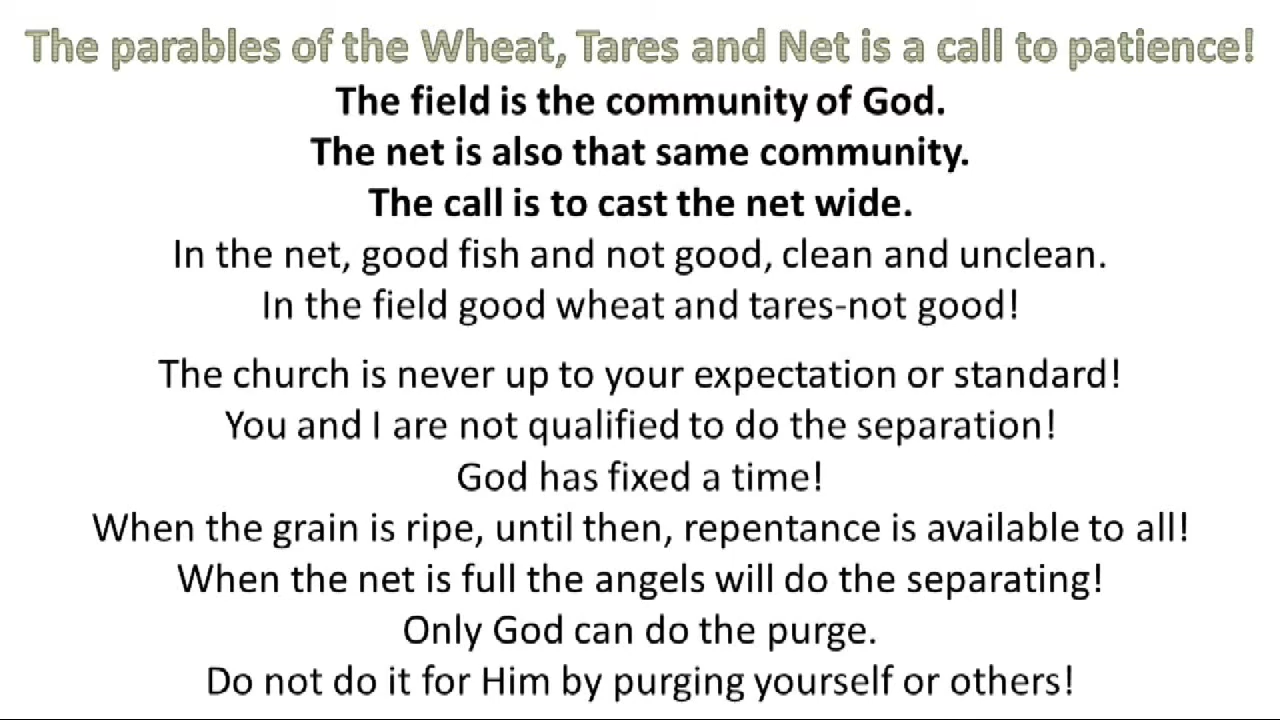 The parables of the Wheat, Tares and Net is a call to patience!
The field is the community of God.
The net is also that same community.
The call is to cast the net wide.
In the net, good fish and not good, clean and unclean.
In the field good wheat and tares-not good!
The church is never up to your expectation or standard!
You and I are not qualified to do the separation!
God has fixed a time!
When the grain is ripe, until then, repentance is available to all!
When the net is full the angels will do the separating!
Only God can do the purge.
Do not do it for Him by purging yourself or others!